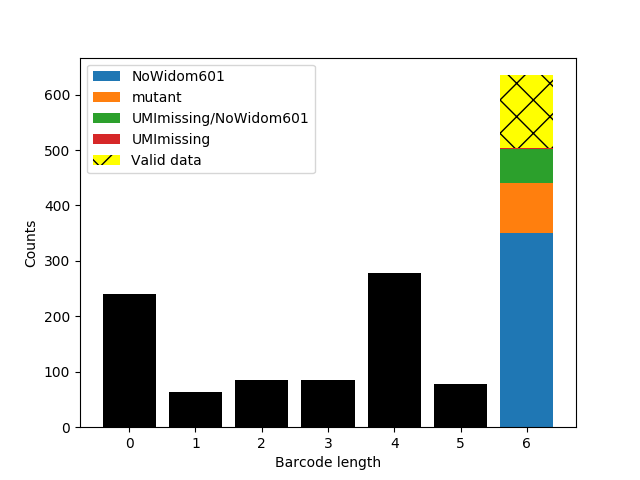 NoWidom601
mutant
UMImissing/NoWidom601
UMImissing
Valid data
600
500
400
300
200
100
0
Counts
0 1 2 3 4 5 6
Barcode length